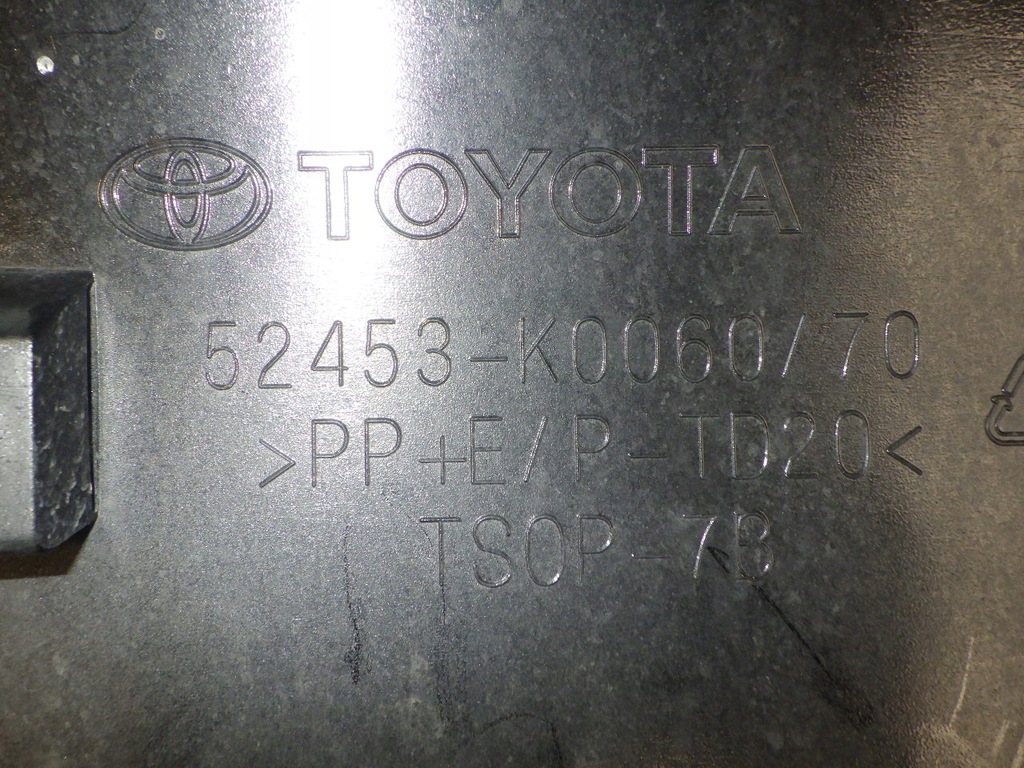 TOYOTA
52453-K0060/70
>PP+E/P-TD20<
TSOP-7B